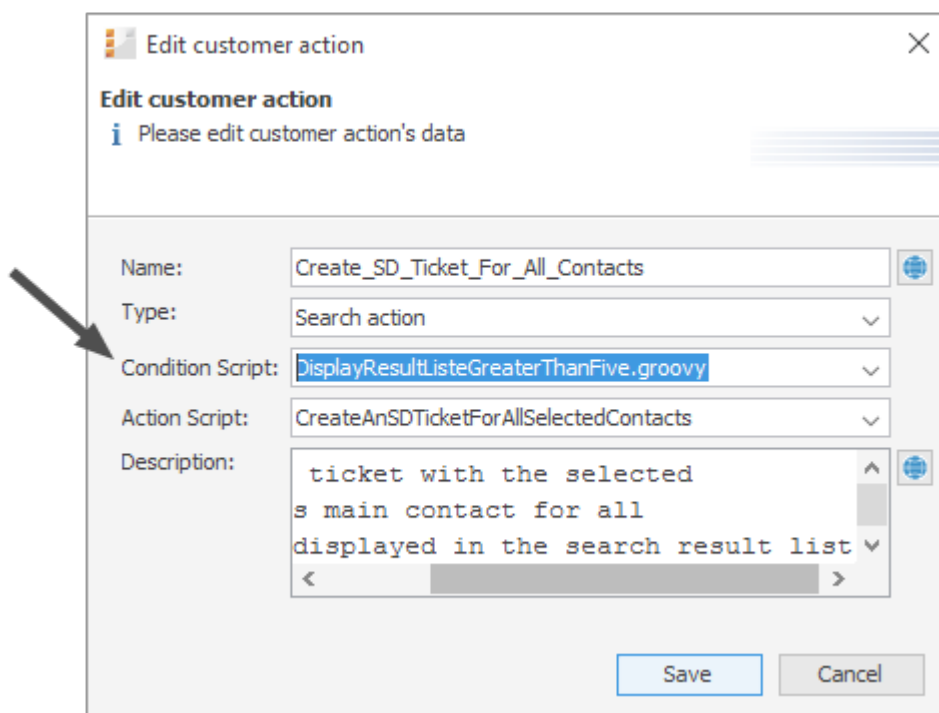 Edit customer action
Edit customer action
i Please edit customer action's data
Name: Create_SD_Ticket_For_All_Contacts
Type: Search action
Condition Script: DisplayResultListeGreaterThanFive.groovy
Action Script: CreateAnSDTicketForAllSelectedContacts
Description: ticket with the selected
s main contact for all
displayed in the search result list
Save Cancel